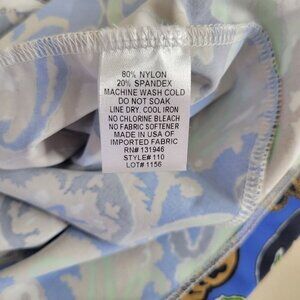 80% NYLON
20% SPANDEX
MACHINE WASH COLD
DO NOT SOAK
LINE DRY. COOL IRON
NO CHLORINE BLEACH
NO FABRIC SOFTENER
MADE IN USA OF
IMPORTED FABRIC
RN# 131946
STYLE# 110
LOT# 1156